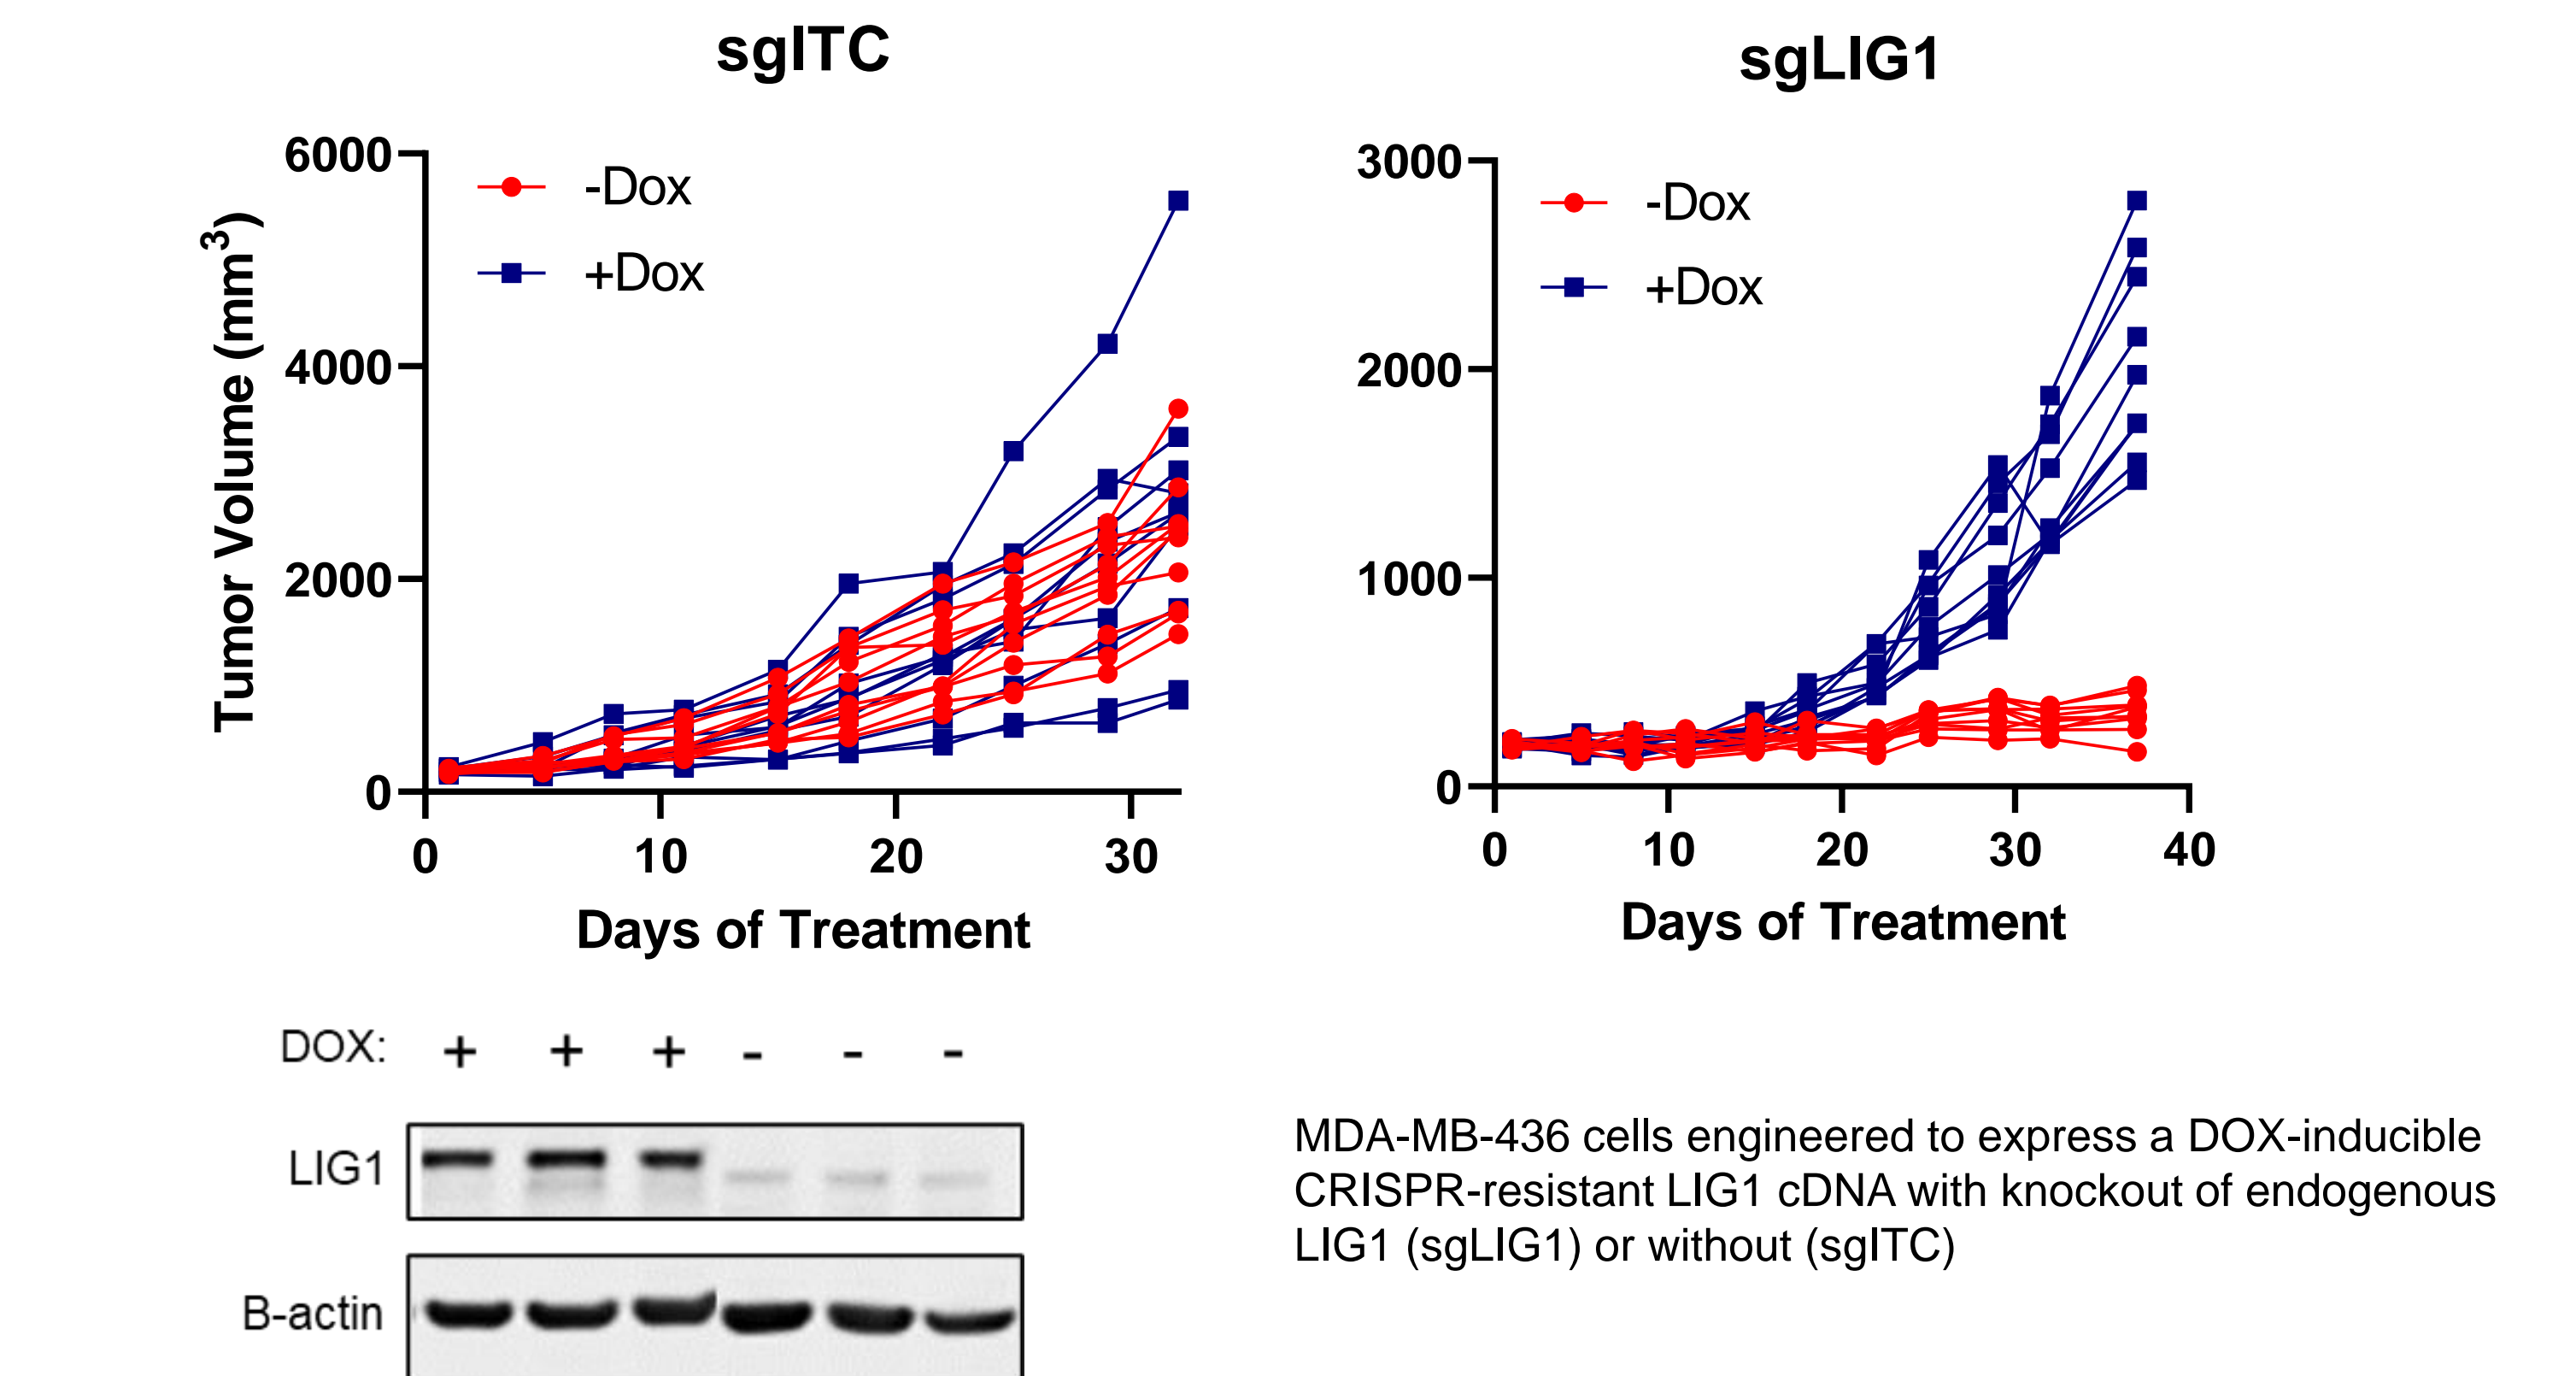 sgITC
6000
4000
2000
0
Tumor Volume (mm³)
-Dox
+Dox
0 10 20 30
Days of Treatment
sgLIG1
3000
2000
1000
0
-Dox
+Dox
0 10 20 30 40
Days of Treatment
DOX: + + + - - -
LIG1
B-actin
MDA-MB-436 cells engineered to express a DOX-inducible
CRISPR-resistant LIG1 cDNA with knockout of endogenous
LIG1 (sgLIG1) or without (sgITC)